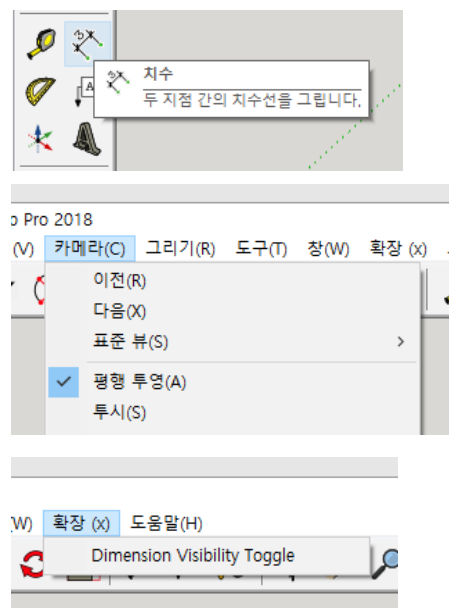 치수
두 지점 간의 치수선을 그립니다.
A
o Pro 2018
(V) 카메라(C) 그리기(R) 도구(T) 창(W) 확장 (x)
이전(R)
다음(X)
표준 뷰(S)
평행 투영(A)
투시(S)
(W) 확장 (x) 도움말(H)
Dimension Visibility Toggle